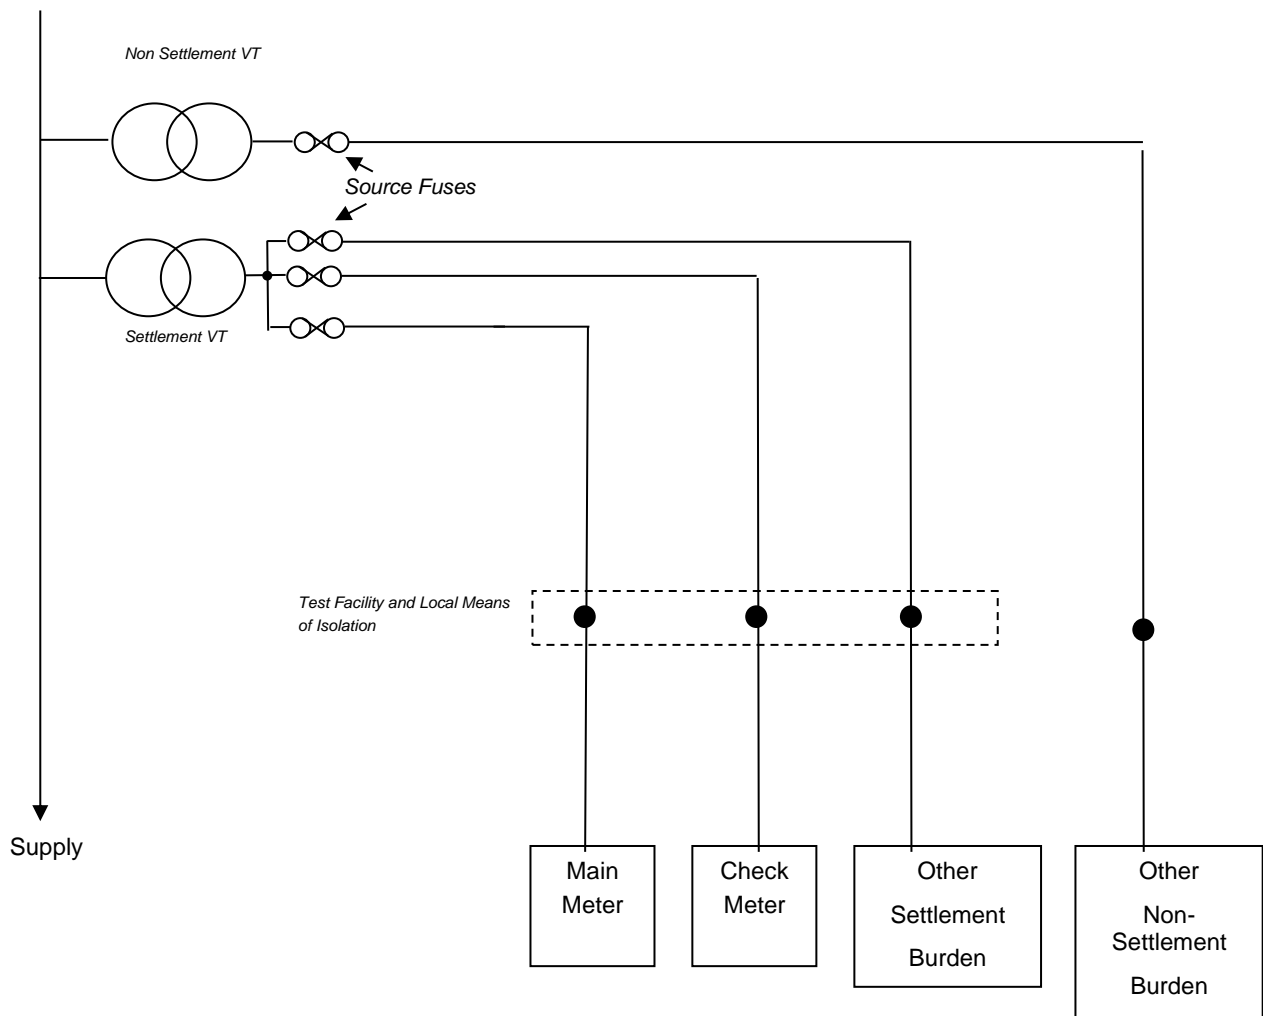 Non Settlement VT
Source Fuses
Settlement VT
Test Facility and Local Means
of Isolation
Supply
Main
Meter
Check
Meter
Other
Settlement
Burden
Other
Non-
Settlement
Burden